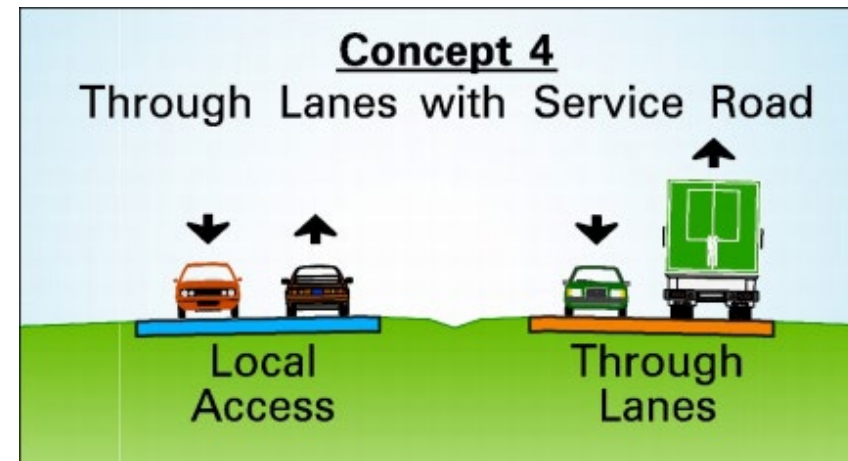 Concept 4
Through Lanes with Service Road
Local
Access
Through
Lanes